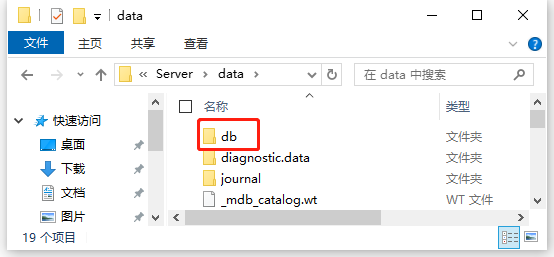 data
文件 主页 共享 查看
« Server › data › 在 data 中搜索
名称 类型
快速访问
桌面
下载
文档
图片
db 文件夹
diagnostic.data 文件夹
journal 文件夹
_mdb_catalog.wt WT 文件
19 个项目